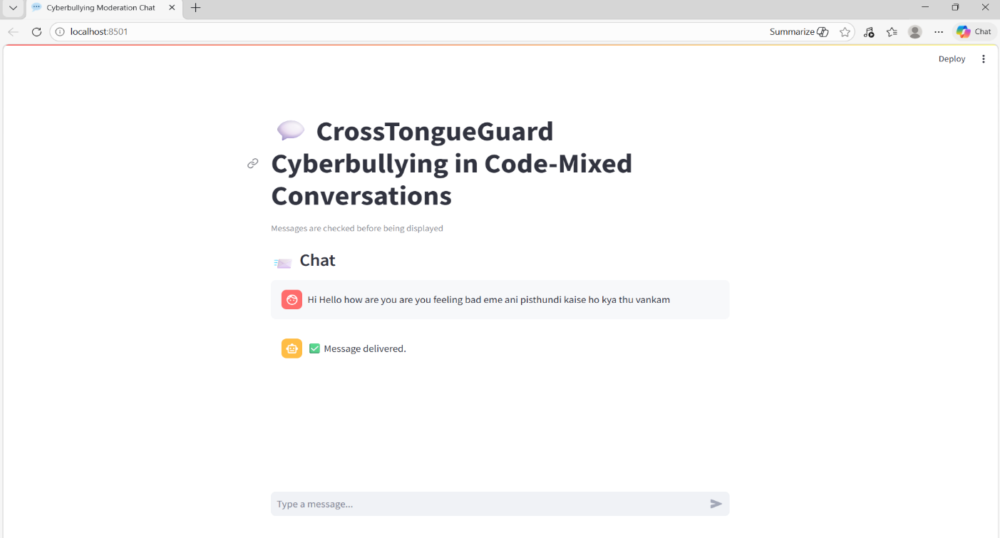 Cyberbullying Moderation Chat
localhost:8501
Summarize
Chat
Deploy
CrossTongueGuard
Cyberbullying in Code-Mixed
Conversations
Messages are checked before being displayed
Chat
Hi Hello how are you are you feeling bad eme ani pisthundi kaise ho kya thu vankam
Message delivered.
Type a message...